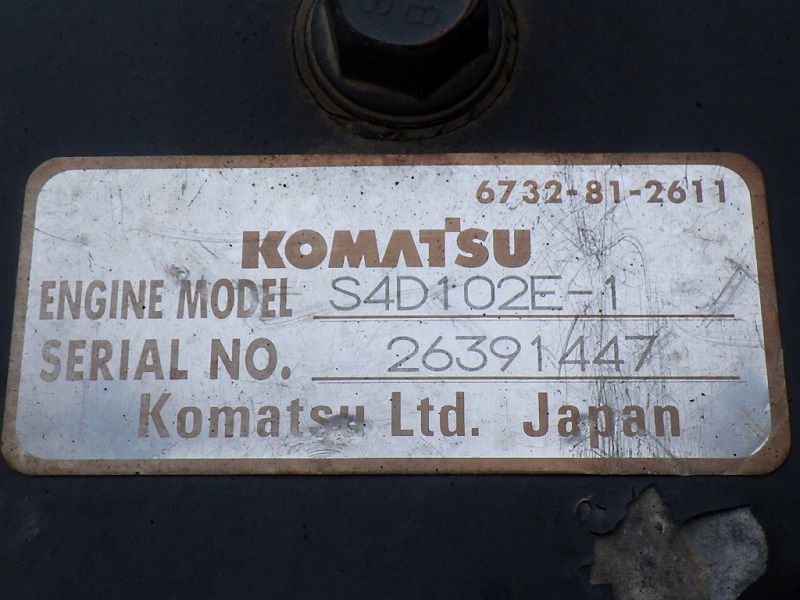 6732-81-2611
KOMATSU
ENGINE MODEL S4D102E-1
SERIAL NO. 26391447
Komatsu Ltd. Japan